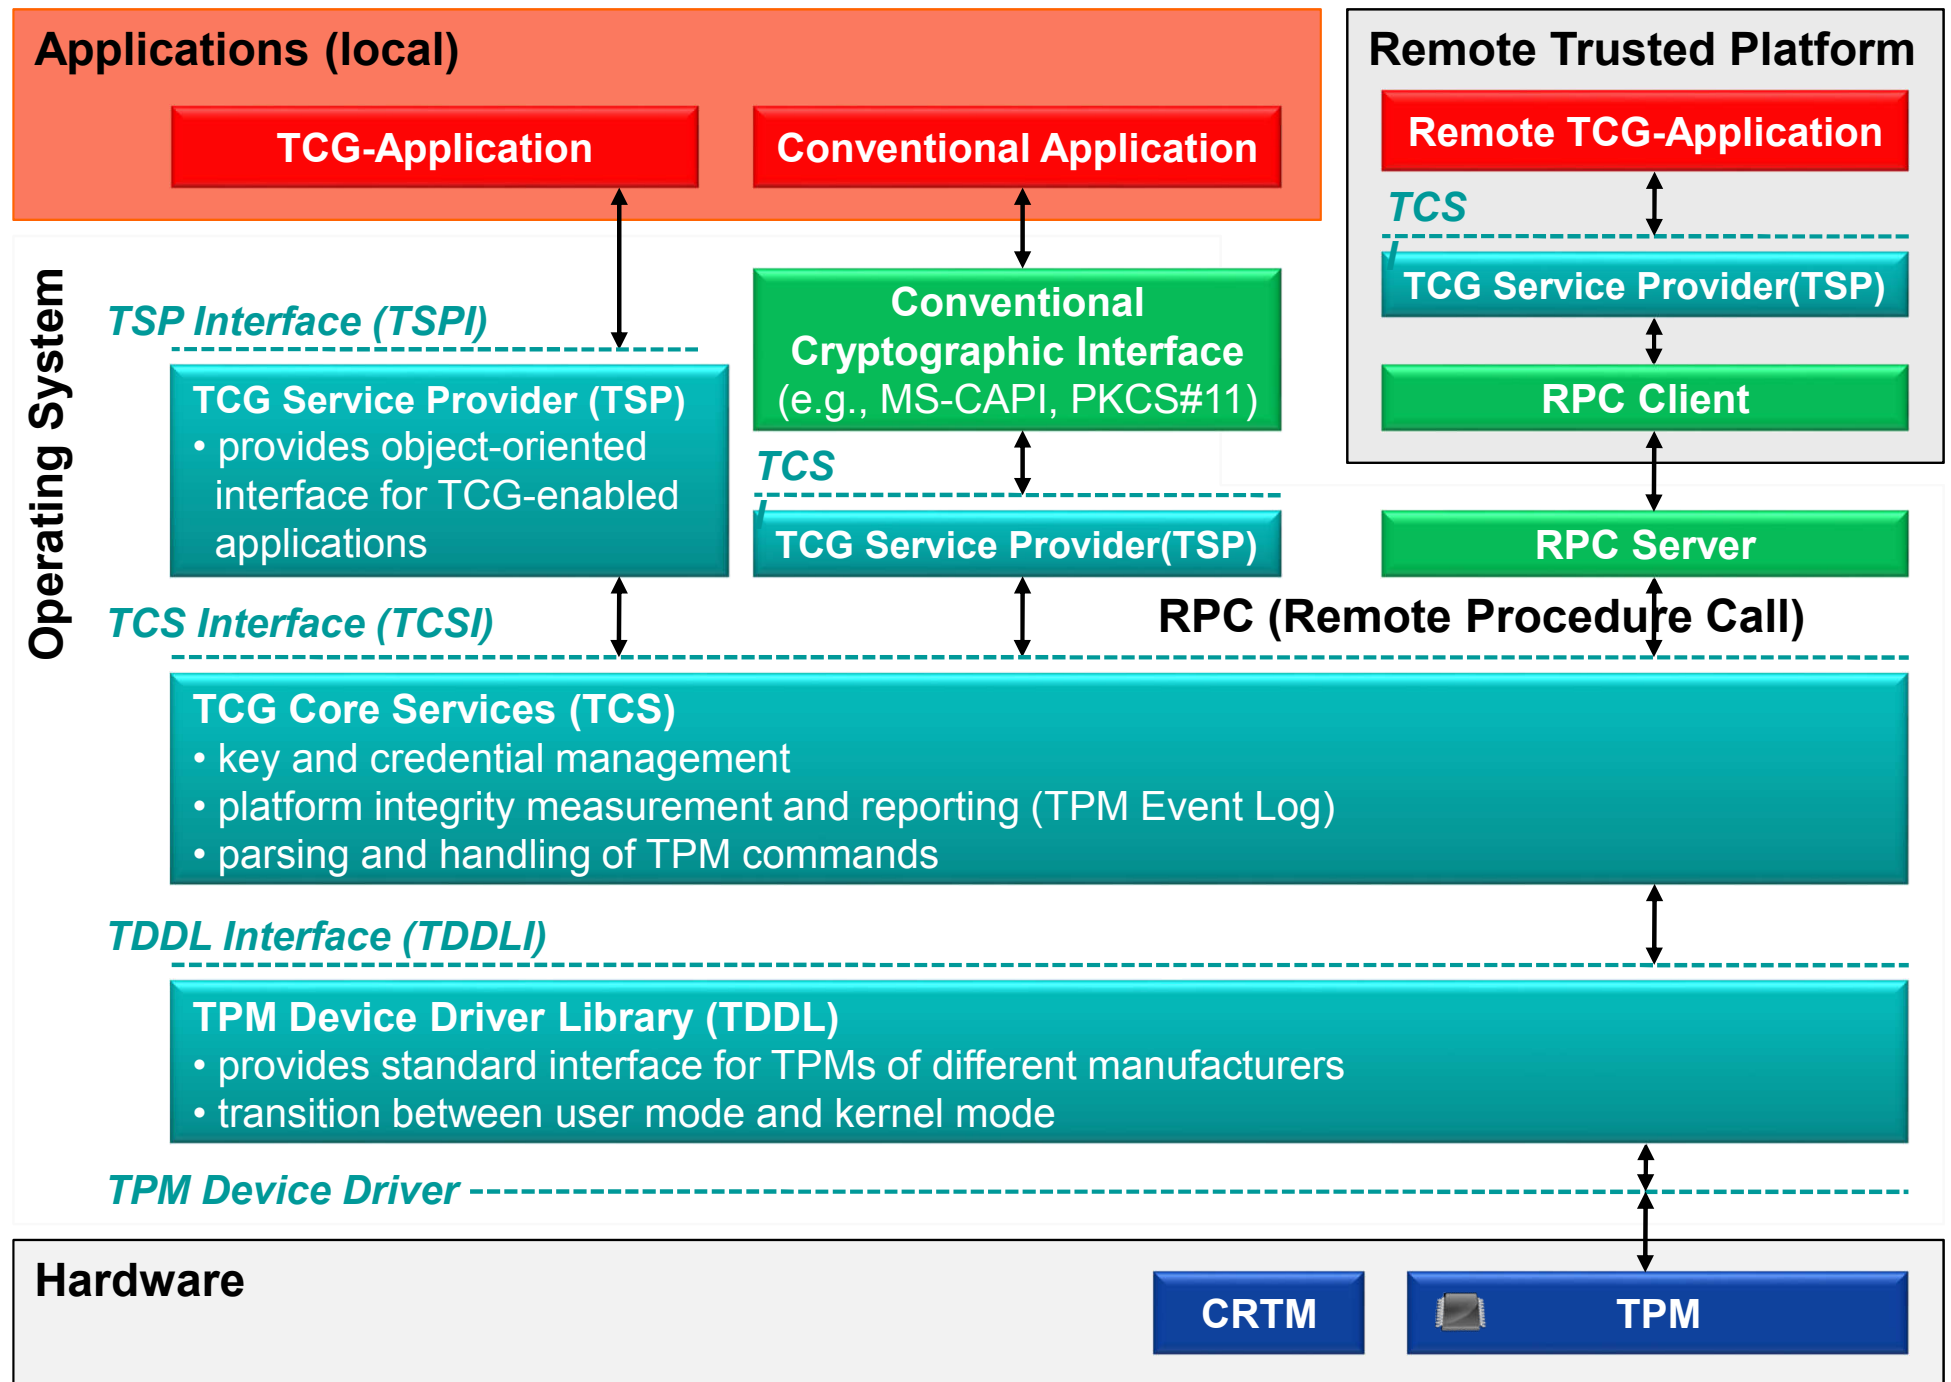 Applications (local)
TCG-Application
Conventional Application
Remote Trusted Platform
Remote TCG-Application
TCS
I
TCG Service Provider(TSP)
RPC Client
RPC Server
RPC (Remote Procedure Call)
Operating System
TSP Interface (TSPI)
TCG Service Provider (TSP)
• provides object-oriented
interface for TCG-enabled
applications
Conventional
Cryptographic Interface
(e.g., MS-CAPI, PKCS#11)
TCS
I
TCG Service Provider(TSP)
TCS Interface (TCSI)
TCG Core Services (TCS)
• key and credential management
• platform integrity measurement and reporting (TPM Event Log)
• parsing and handling of TPM commands
TDDL Interface (TDDLI)
TPM Device Driver Library (TDDL)
• provides standard interface for TPMs of different manufacturers
• transition between user mode and kernel mode
TPM Device Driver
Hardware
CRTM
TPM